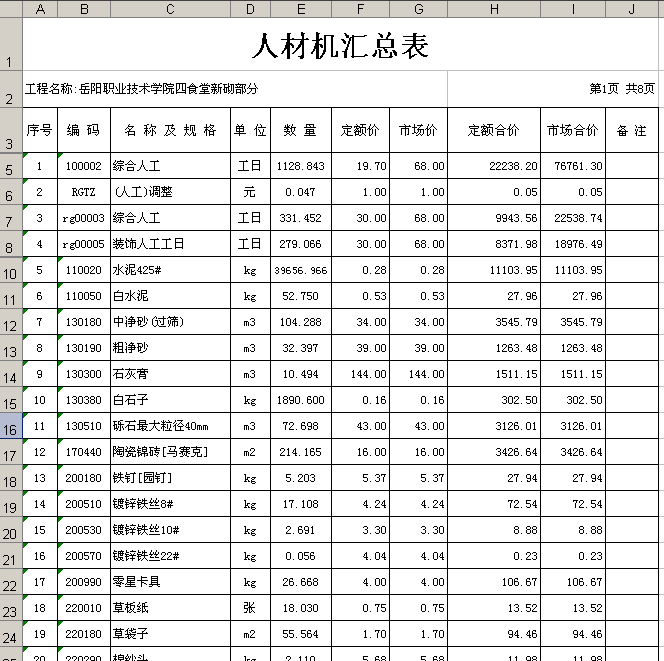 A B C D E F G H I J
1 人材机汇总表
2 工程名称:岳阳职业技术学院四食堂新砌部分 第1页 共8页
3 序号 编 码 名 称 及 规 格 单 位 数 量 定额价 市场价 定额合价 市场合价 备 注
5 1 100002 综合人工 工日 1128.843 19.70 68.00 22238.20 76761.30
6 2 RGTZ (人工)调整 元 0.047 1.00 1.00 0.05 0.05
7 3 rg00003 综合人工 工日 331.452 30.00 68.00 9943.56 22538.74
8 4 rg00005 装饰人工工日 工日 279.066 30.00 68.00 8371.98 18976.49
10 5 110020 水泥425# kg 39656.966 0.28 0.28 11103.95 11103.95
11 6 110050 白水泥 kg 52.750 0.53 0.53 27.96 27.96
12 7 130180 中净砂(过筛) m3 104.288 34.00 34.00 3545.79 3545.79
13 8 130190 粗净砂 m3 32.397 39.00 39.00 1263.48 1263.48
14 9 130300 石灰膏 m3 10.494 144.00 144.00 1511.15 1511.15
15 10 130380 白石子 kg 1890.600 0.16 0.16 302.50 302.50
16 11 130510 砾石最大粒径40mm m3 72.698 43.00 43.00 3126.01 3126.01
17 12 170440 陶瓷锦砖[马赛克] m2 214.165 16.00 16.00 3426.64 3426.64
18 13 200180 铁钉[园钉] kg 5.203 5.37 5.37 27.94 27.94
19 14 200510 镀锌铁丝8# kg 17.108 4.24 4.24 72.54 72.54
20 15 200530 镀锌铁丝10# kg 2.691 3.30 3.30 8.88 8.88
21 16 200570 镀锌铁丝22# kg 0.056 4.04 4.04 0.23 0.23
22 17 200990 零星卡具 kg 26.668 4.00 4.00 106.67 106.67
23 18 220010 草板纸 张 18.030 0.75 0.75 13.52 13.52
24 19 220180 草袋子 m2 55.564 1.70 1.70 94.46 94.46
20 220290 棉纱头 kg 2.110 5.68 5.68 11.98 11.98